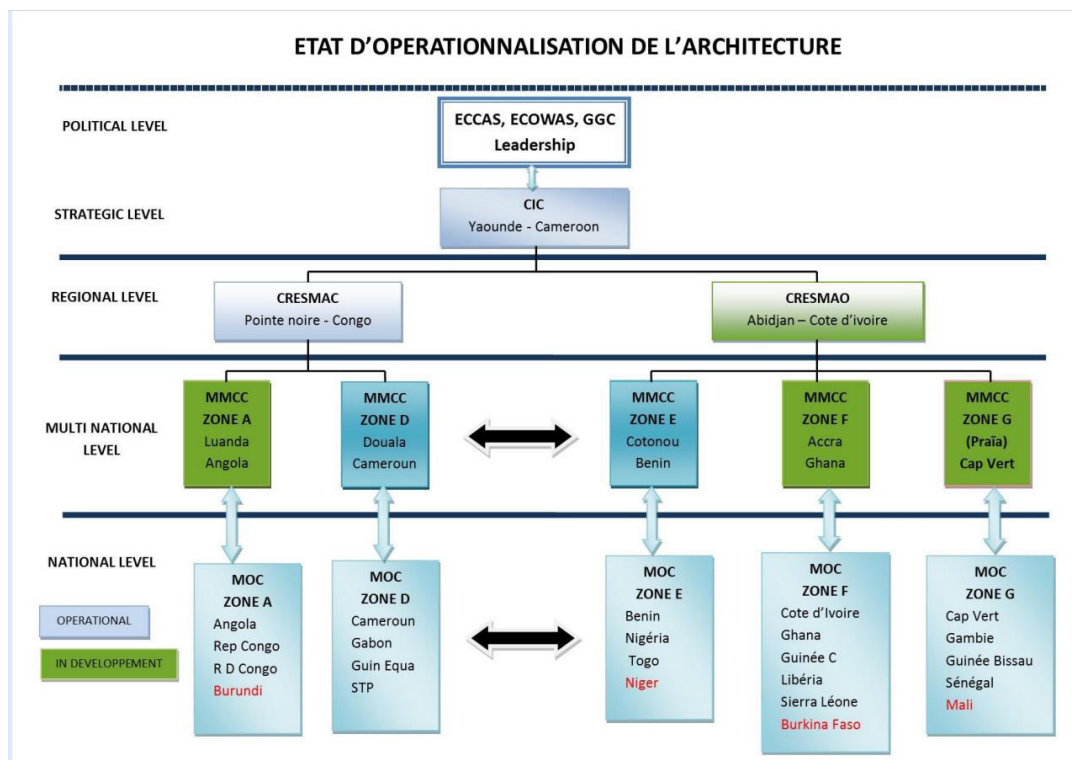 ETAT D'OPERATIONNALISATION DE L'ARCHITECTURE
POLITICAL LEVEL
ECCAS, ECOWAS, GGC
Leadership
STRATEGIC LEVEL
CIC
Yaounde - Cameroon
REGIONAL LEVEL
CRESMAC
Pointe noire - Congo
CRESMAO
Abidjan – Cote d'ivoire
MULTI NATIONAL
LEVEL
MMCC
ZONE A
Luanda
Angola
MMCC
ZONE D
Douala
Cameroun
MMCC
ZONE E
Cotonou
Benin
MMCC
ZONE F
Accra
Ghana
MMCC
ZONE G
(Praïa)
Cap Vert
NATIONAL LEVEL
OPERATIONAL
IN DEVELOPPEMENT
MOC
ZONE A
Angola
Rep Congo
R D Congo
Burundi
MOC
ZONE D
Cameroun
Gabon
Guin Equa
STP
MOC
ZONE E
Benin
Nigéria
Togo
Niger
MOC
ZONE F
Cote d'Ivoire
Ghana
Guinée C
Libéria
Sierra Léone
Burkina Faso
MOC
ZONE G
Cap Vert
Gambie
Guinée Bissau
Sénégal
Mali